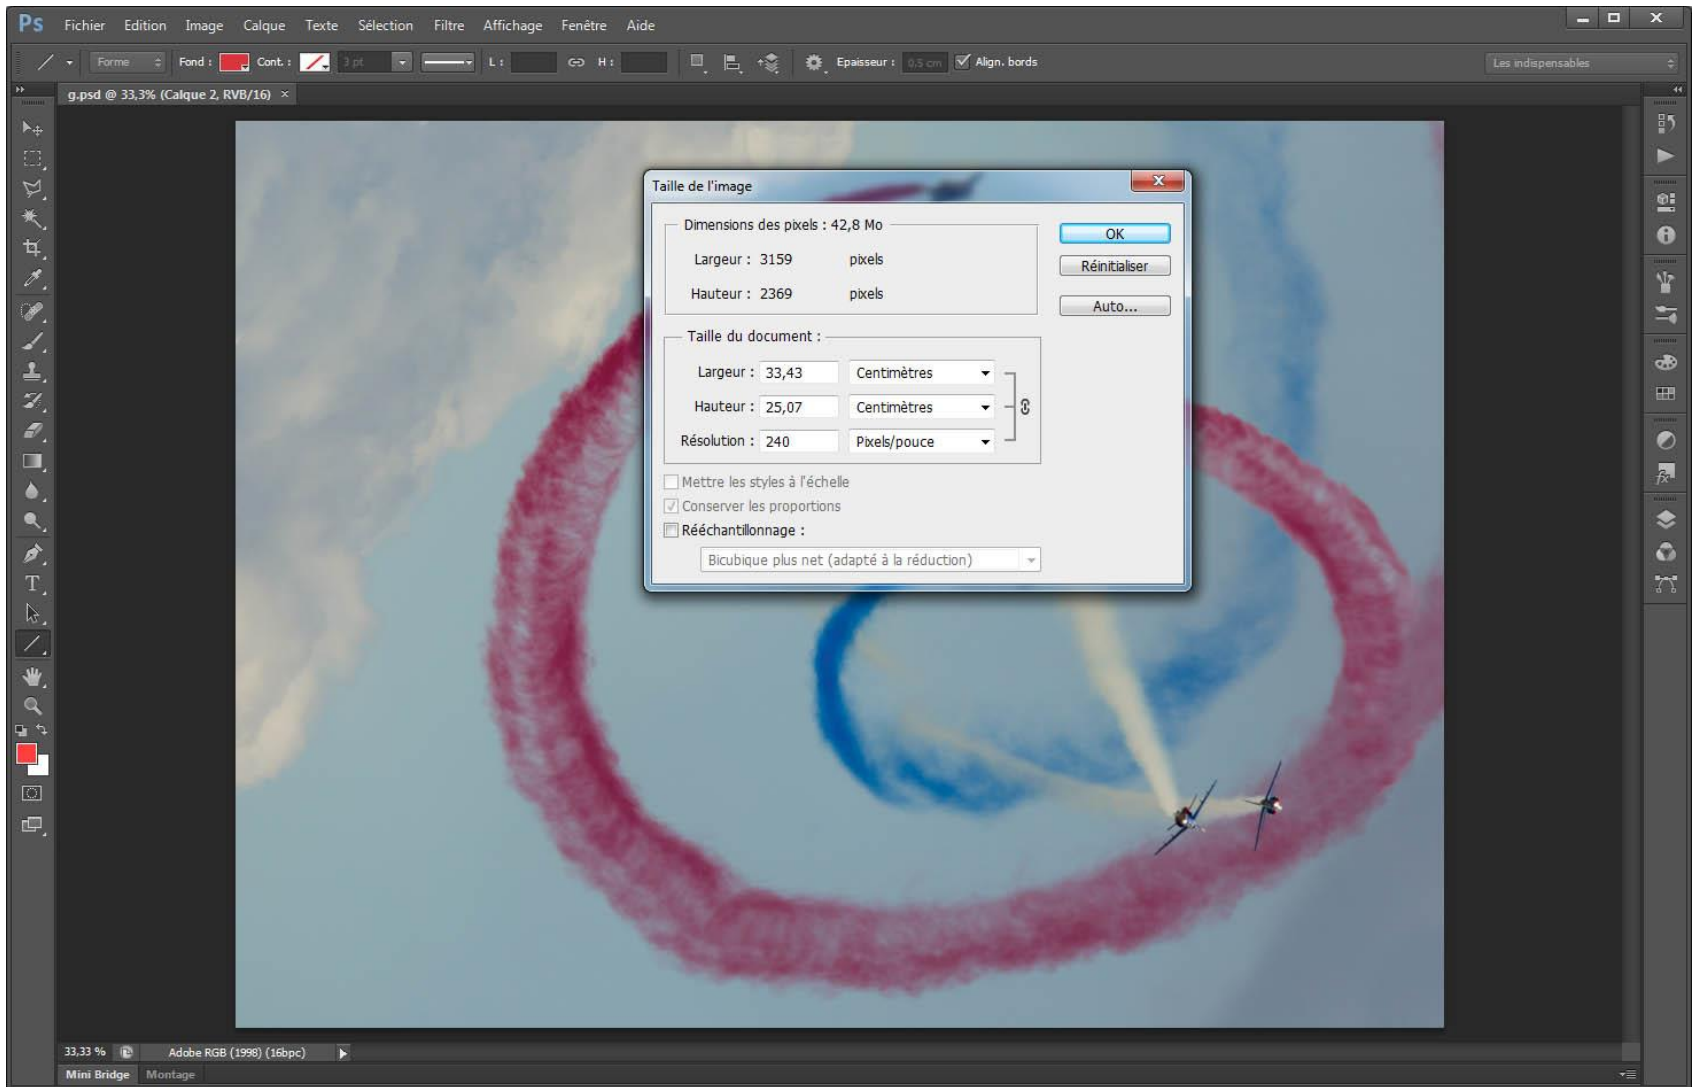 Ps Fichier Edition Image Calque Texte Sélection Filtre Affichage Fenêtre Aide
Forme Fond : Cont. : 3 pt L : H : Epaisseur : 0.5 cm Align. bords Les indispensables
g.psd @ 33,3% (Calque 2, RVB/16) ×
Taille de l'image
Dimensions des pixels : 42,8 Mo
Largeur : 3159 pixels
Hauteur : 2369 pixels
OK
Réinitialiser
Auto...
Taille du document :
Largeur : 33,43 Centimètres
Hauteur : 25,07 Centimètres
Résolution : 240 Pixels/pouce
Mettre les styles à l'échelle
Conserver les proportions
Rééchantillonnage :
Bicubique plus net (adapté à la réduction)
33,33 % Adobe RGB (1998) (16bpc)
Mini Bridge Montage